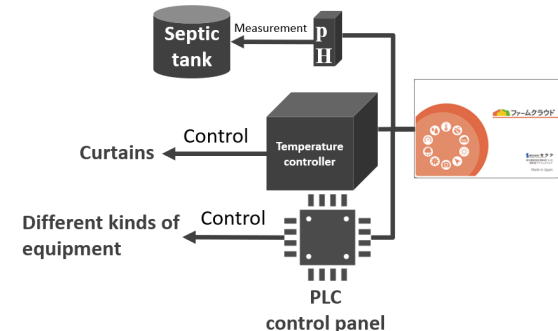 Septic
tank
Measurement
p
H
ファームクラウド
Made in Japan
Curtains
Control
Temperature
controller
Different kinds of
equipment
Control
PLC
control panel